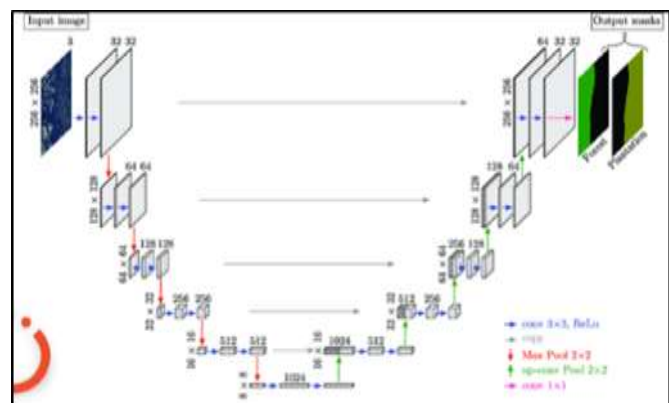 Input image
Output masks
3
32 32
64 32 32
256 × 256
256 × 256
Forest
Plantation
64 64
128 64
128 × 128
128 × 128
128 128
256 128
64 × 64
64 × 64
256 256
512 256
32 × 32
32 × 32
512 512
1024 512
16 × 16
16 × 16
1024
8 × 8
conv 3×3, ReLu
copy
Max Pool 2×2
up-conv Pool 2×2
conv 1×1